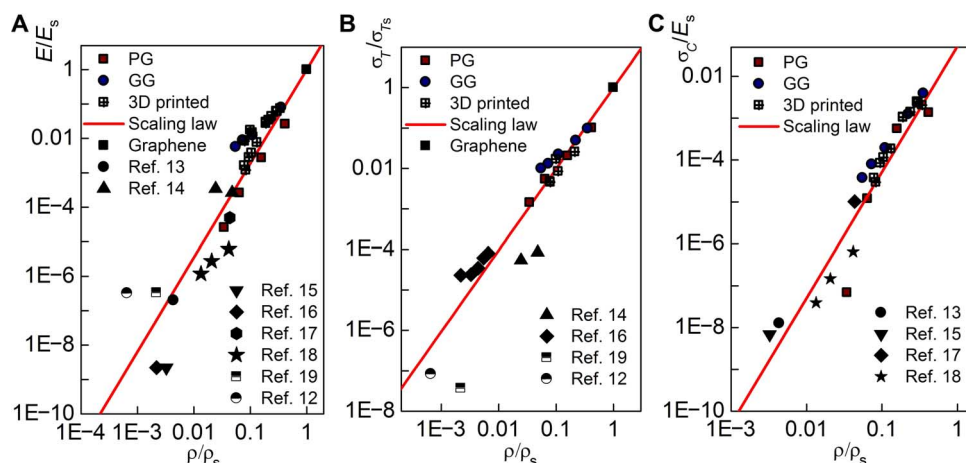 A
E/Es
PG
GG
3D printed
Scaling law
Graphene
Ref. 13
Ref. 14
Ref. 15
Ref. 16
Ref. 17
Ref. 18
Ref. 19
Ref. 12
1
0.01
1E−4
1E−6
1E−8
1E−10
1E−4
0.01
0.1
1
ρ/ρs
B
σT/σTs
PG
GG
3D printed
Scaling law
Graphene
Ref. 14
Ref. 16
Ref. 19
Ref. 12
1
0.01
1E−4
1E−6
1E−8
1E−4
0.01
0.1
1
ρ/ρs
C
σC/Es
PG
GG
3D printed
Scaling law
Ref. 13
Ref. 15
Ref. 17
Ref. 18
0.01
1E−4
1E−6
1E−8
1E−10
1E−3
0.01
0.1
1
ρ/ρs